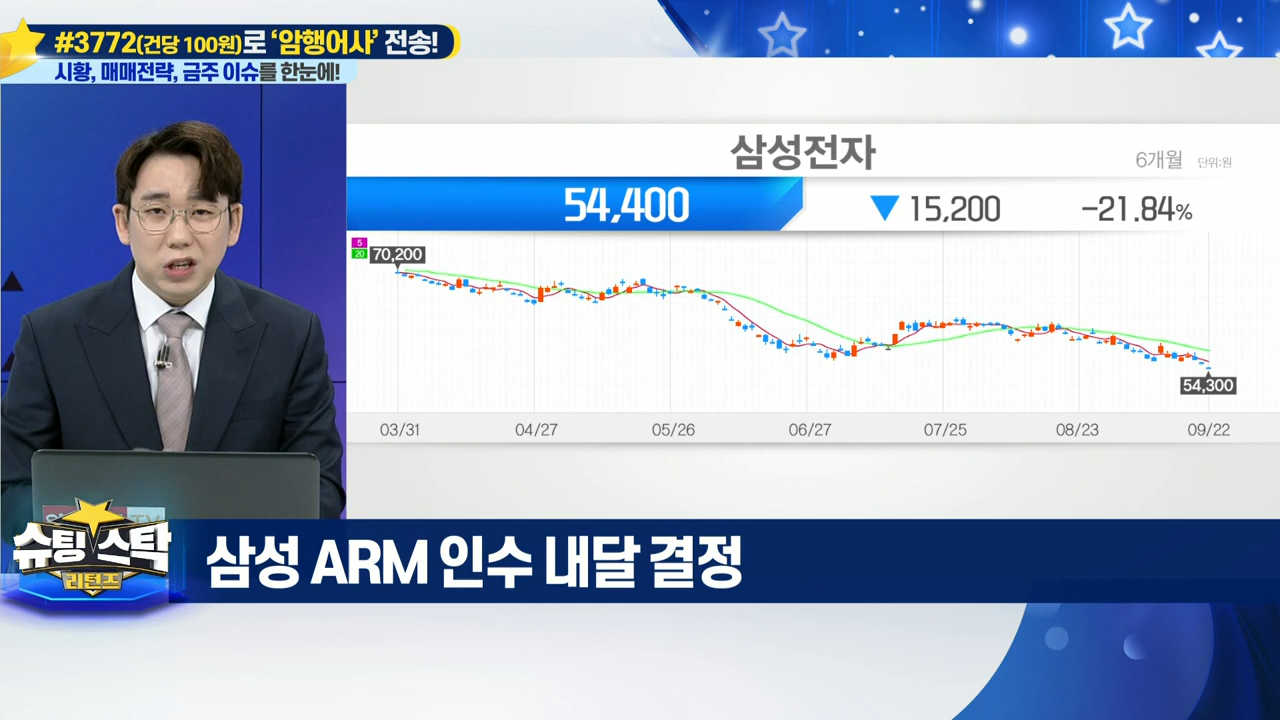 #3772(건당 100원)로 ‘암행어사’ 전송!
시황, 매매전략, 금주 이슈를 한눈에!
삼성전자
6개월 단위:원
54,400 ▼ 15,200 -21.84%
5
20
70,200
54,300
03/31 04/27 05/26 06/27 07/25 08/23 09/22
슈팅 스탁
리턴즈
삼성 ARM 인수 내달 결정